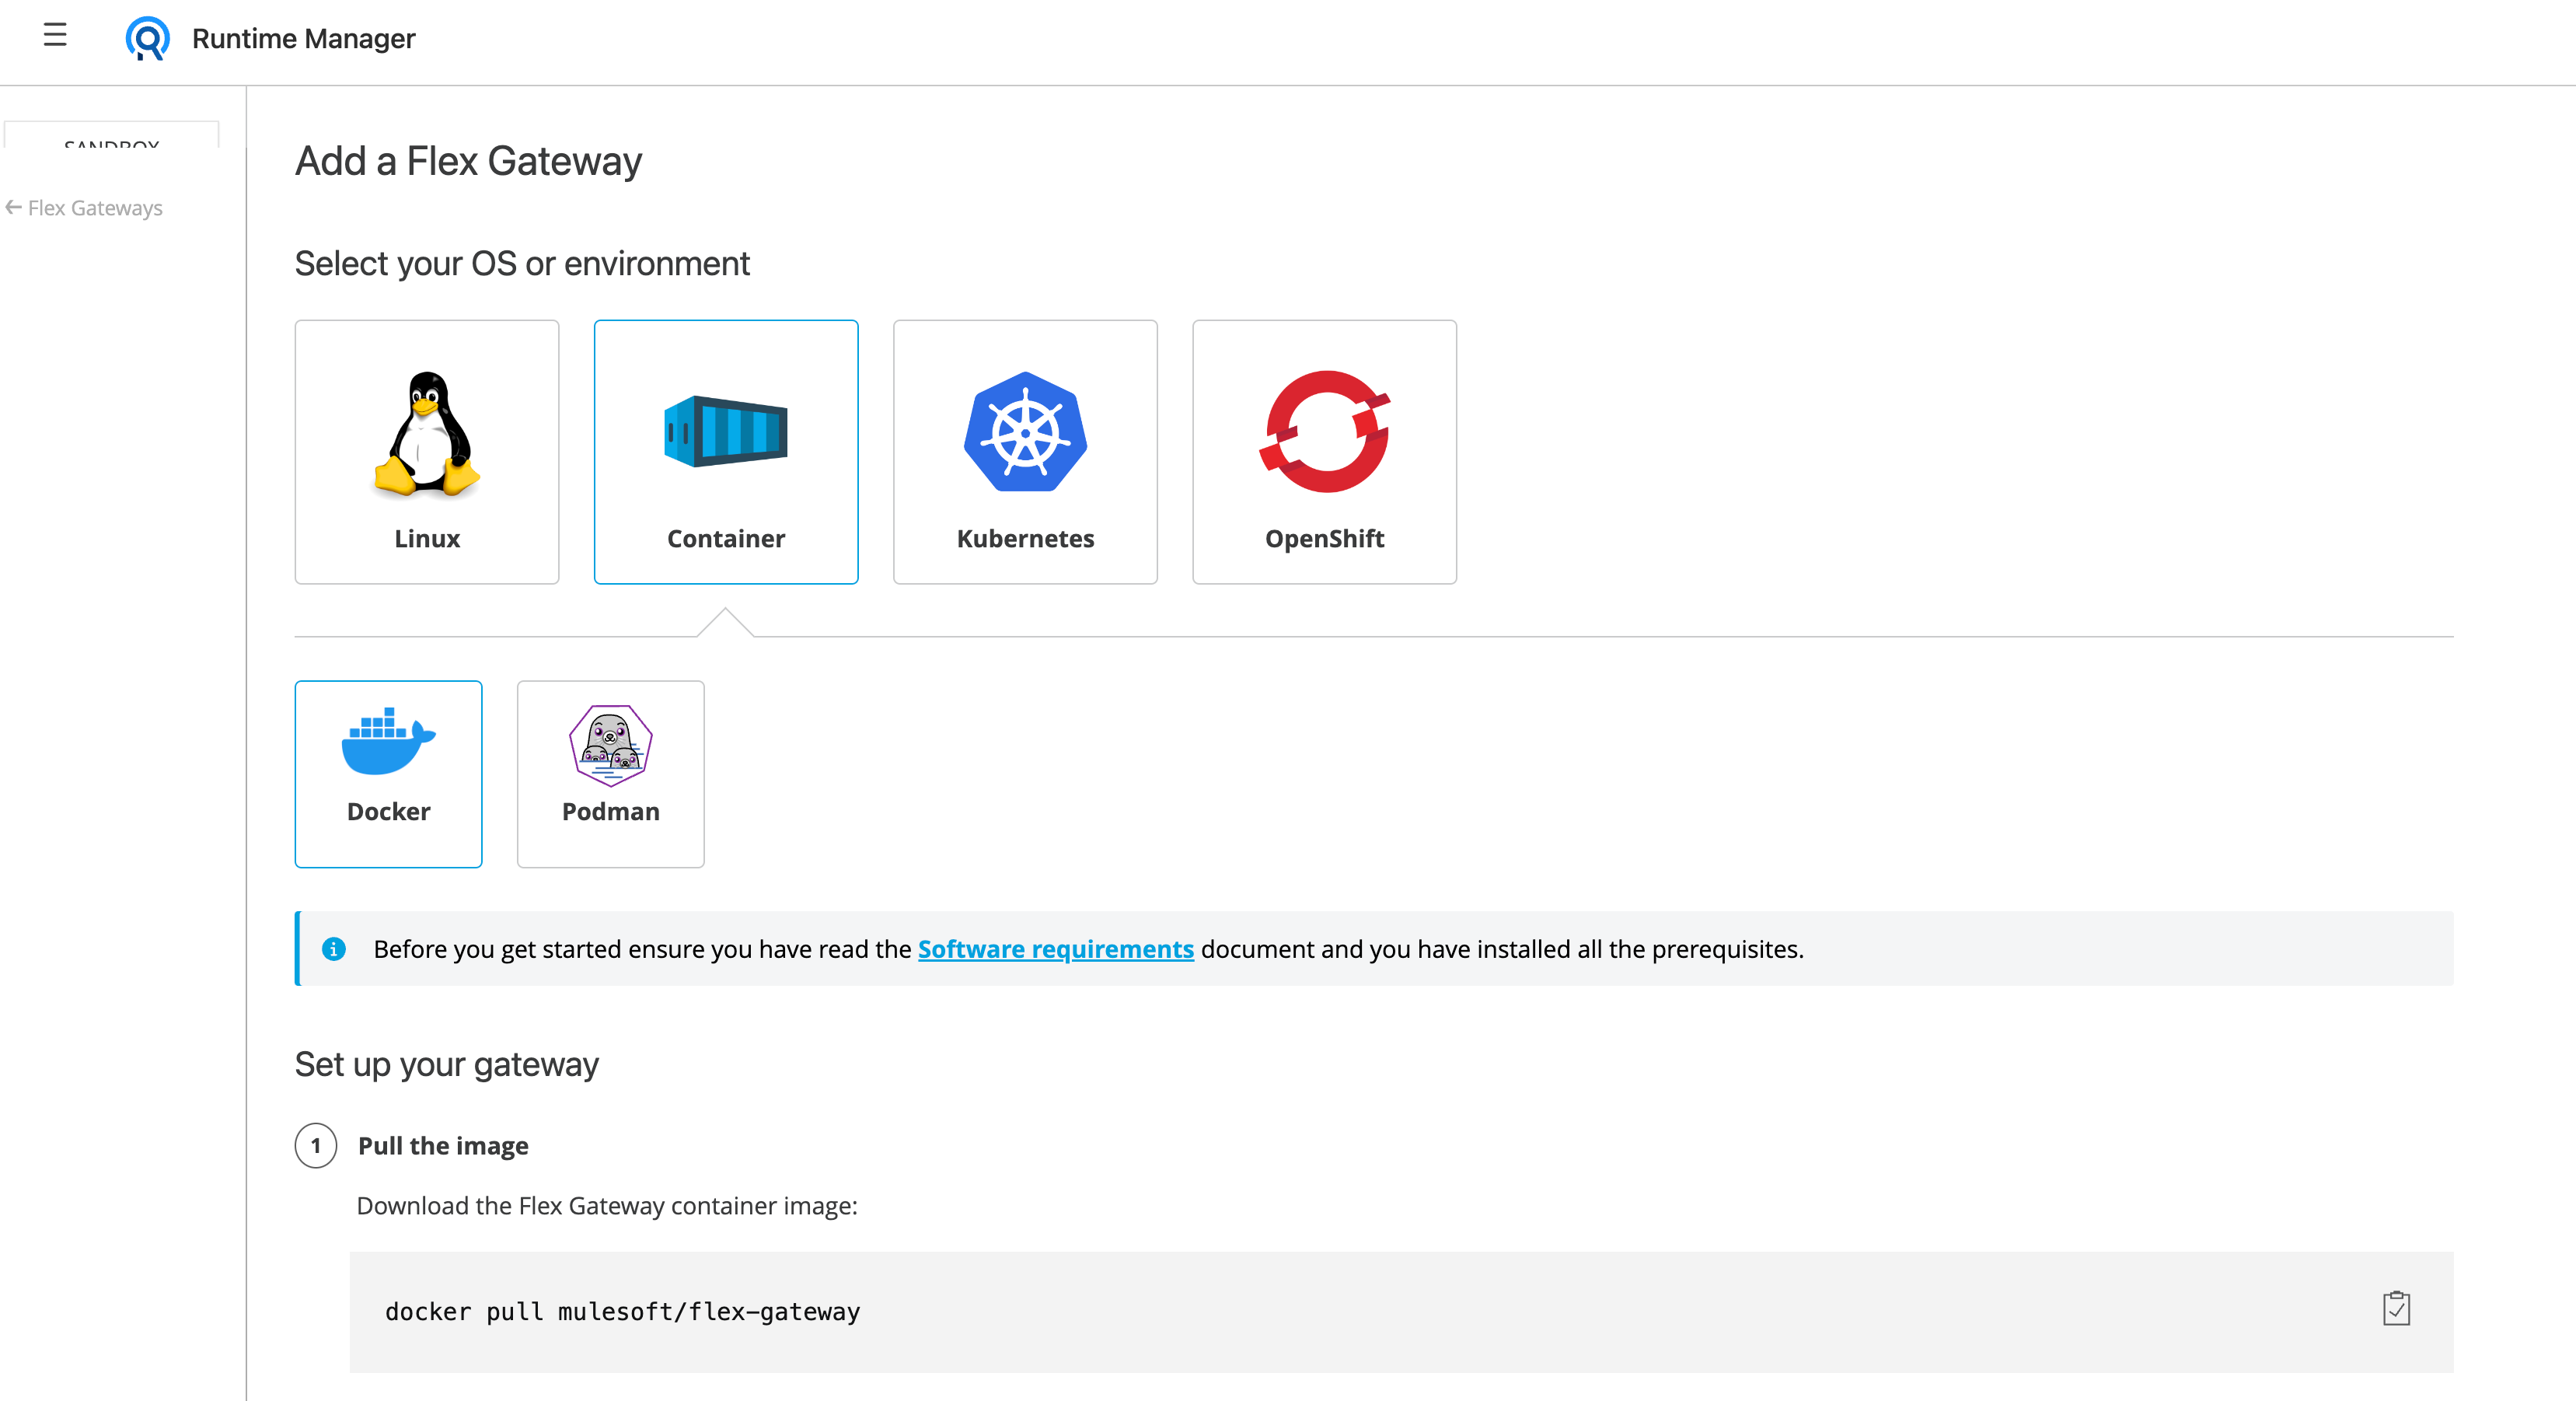 Runtime Manager
SANDBOX
Flex Gateways
Add a Flex Gateway
Select your OS or environment
Linux
Container
Kubernetes
OpenShift
Docker
Podman
Before you get started ensure you have read the Software requirements document and you have installed all the prerequisites.
Set up your gateway
1 Pull the image
Download the Flex Gateway container image:
docker pull mulesoft/flex-gateway